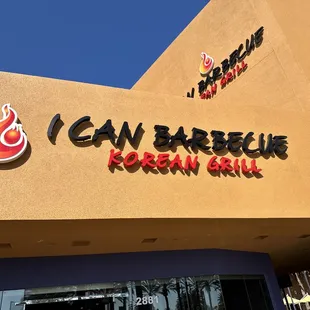 I CAN BARBECUE
KOREAN GRILL
I CAN BARBECUE
KOREAN GRILL
2881